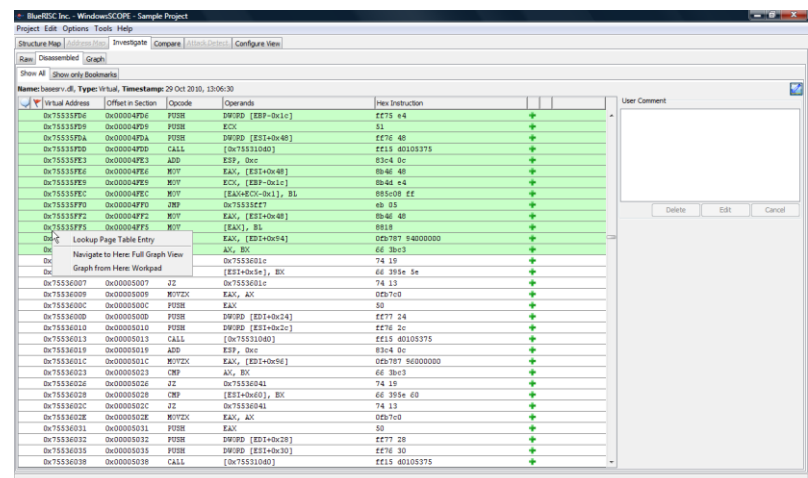 BlueRISC Inc. - WindowsSCOPE - Sample Project
Project Edit Options Tools Help
Structure Map Address Map Investigate Compare Attack Detect Configure View
Raw Disassembled Graph
Show All Show only Bookmarks
Name: basesrv.dl, Type: Virtual, Timestamp: 29 Oct 2010, 13:06:30
Virtual Address Offset in Section Opcode Operands Hex Instruction User Comment
0x75535FD6 0x00004FD6 PUSH DWORD [EBP-0x1c] ff75 e4
0x75535FD9 0x00004FD9 PUSH ECX 51
0x75535FDA 0x00004FDA PUSH DWORD [ESI+0x48] ff76 48
0x75535FDD 0x00004FDD CALL [0x755310d0] ff15 d0105375
0x75535FE3 0x00004FE3 ADD ESP, 0xc 83c4 0c
0x75535FE6 0x00004FE6 MOV EAX, [ESI+0x48] 8b46 48
0x75535FE9 0x00004FE9 MOV ECX, [EBP-0x1c] 8b4d e4
0x75535FEC 0x00004FEC MOV [EAX+ECX-0x1], BL 885c08 ff
0x75535FF0 0x00004FF0 JMP 0x75535ff7 eb 05
0x75535FF2 0x00004FF2 MOV EAX, [ESI+0x48] 8b46 48
Delete Edit Cancel
0x75535FF5 0x00004FF5 MOV [EAX], BL 8818
Lookup Page Table Entry EAX, [EDI+0x94] 0fb787 94000000
0x AX, BX 66 3bc3
Navigate to Here: Full Graph View
0x 0x7553601c 74 19
Graph from Here: Workpad
0x [ESI+0x5e], BX 66 395e 5e
0x75536007 0x00005007 JZ 0x7553601c 74 13
0x75536009 0x00005009 MOVZX EAX, AX 0fb7c0
0x7553600C 0x0000500C PUSH EAX 50
0x7553600D 0x0000500D PUSH DWORD [EDI+0x24] ff77 24
0x75536010 0x00005010 PUSH DWORD [ESI+0x2c] ff76 2c
0x75536013 0x00005013 CALL [0x755310d0] ff15 d0105375
0x75536019 0x00005019 ADD ESP, 0xc 83c4 0c
0x7553601C 0x0000501C MOVZX EAX, [EDI+0x96] 0fb787 96000000
0x75536023 0x00005023 CMP AX, BX 66 3bc3
0x75536026 0x00005026 JZ 0x75536041 74 19
0x75536028 0x00005028 CMP [ESI+0x60], BX 66 395e 60
0x7553602C 0x0000502C JZ 0x75536041 74 13
0x7553602E 0x0000502E MOVZX EAX, AX 0fb7c0
0x75536031 0x00005031 PUSH EAX 50
0x75536032 0x00005032 PUSH DWORD [EDI+0x28] ff77 28
0x75536035 0x00005035 PUSH DWORD [ESI+0x30] ff76 30
0x75536038 0x00005038 CALL [0x755310d0] ff15 d0105375